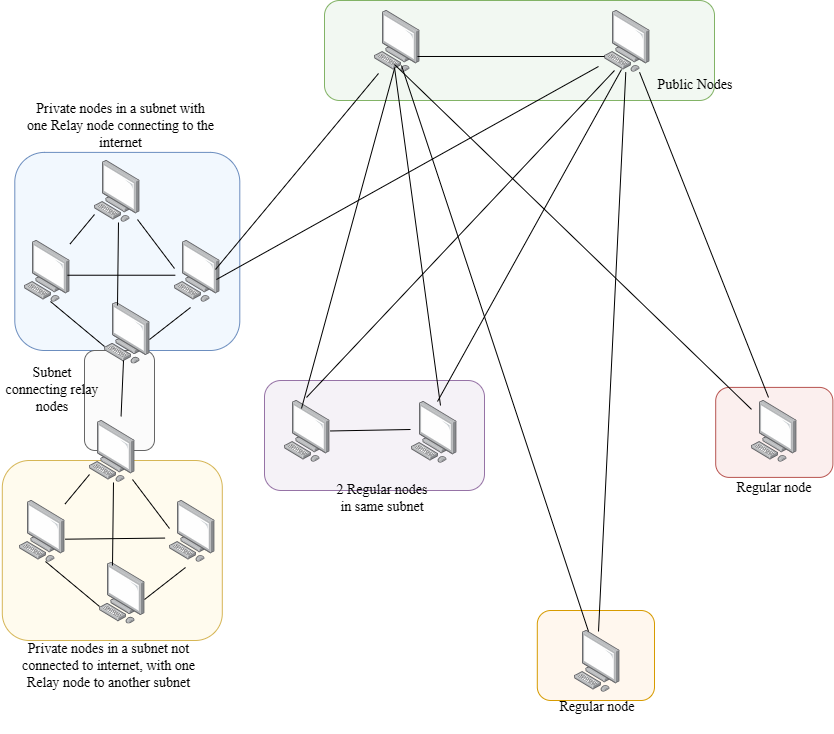 Public Nodes
Private nodes in a subnet with
one Relay node connecting to the
internet
Subnet
connecting relay
nodes
2 Regular nodes
in same subnet
Regular node
Private nodes in a subnet not
connected to internet, with one
Relay node to another subnet
Regular node